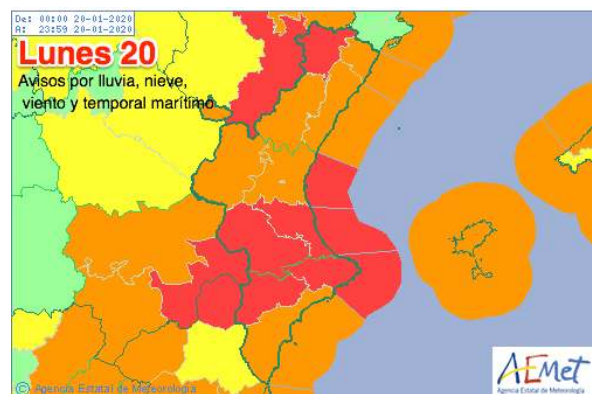 De: 00:00 20-01-2020
A: 23:59 20-01-2020
Lunes 20
Avisos por lluvia, nieve,
viento y temporal marítimo
© Agencia Estatal de Meteorología
AEMet
Agencia Estatal de Meteorología